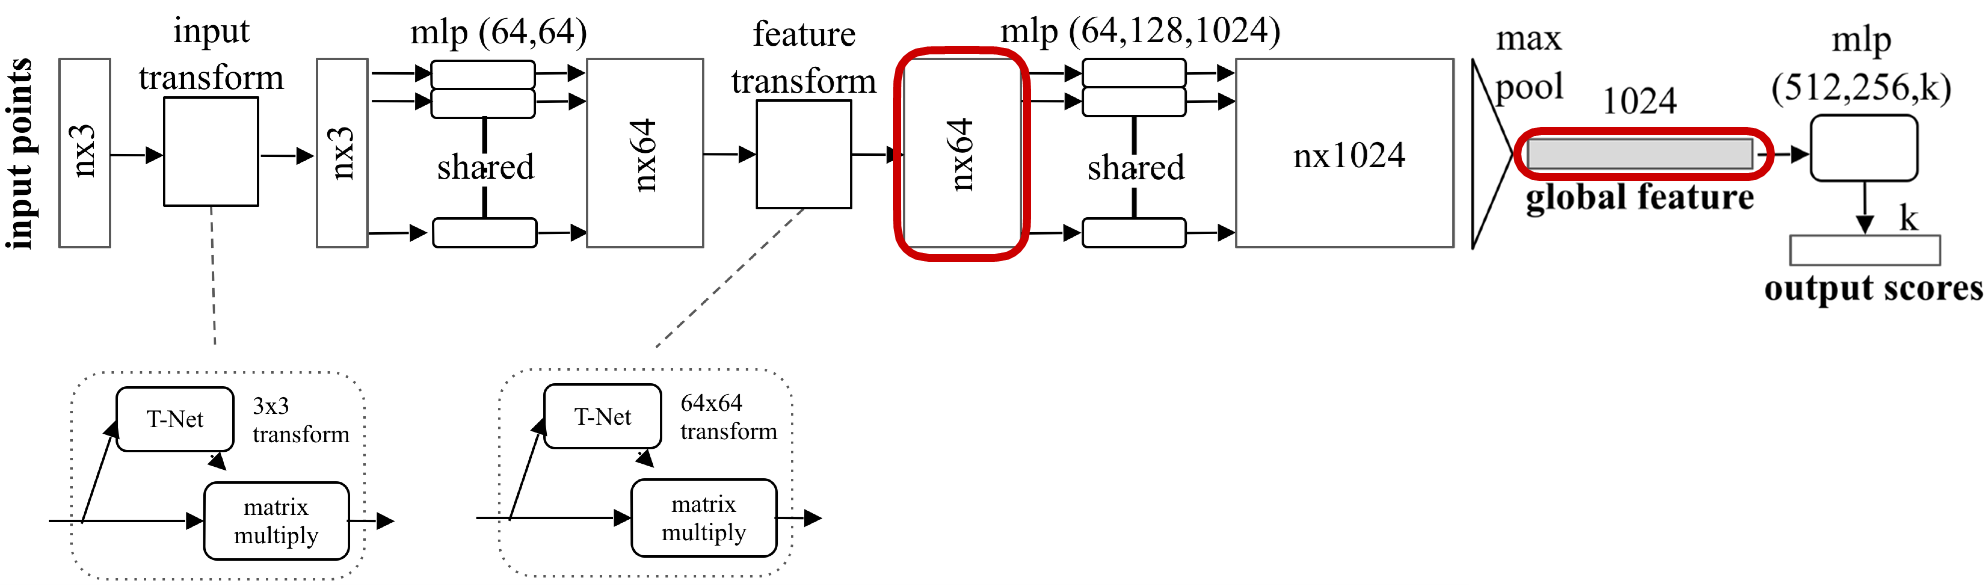 input points
nx3
input
transform
nx3
mlp (64,64)
shared
nx64
feature
transform
nx64
mlp (64,128,1024)
shared
nx1024
max
pool
1024
global feature
mlp
(512,256,k)
k
output scores
T-Net
3x3
transform
matrix
multiply
T-Net
64x64
transform
matrix
multiply